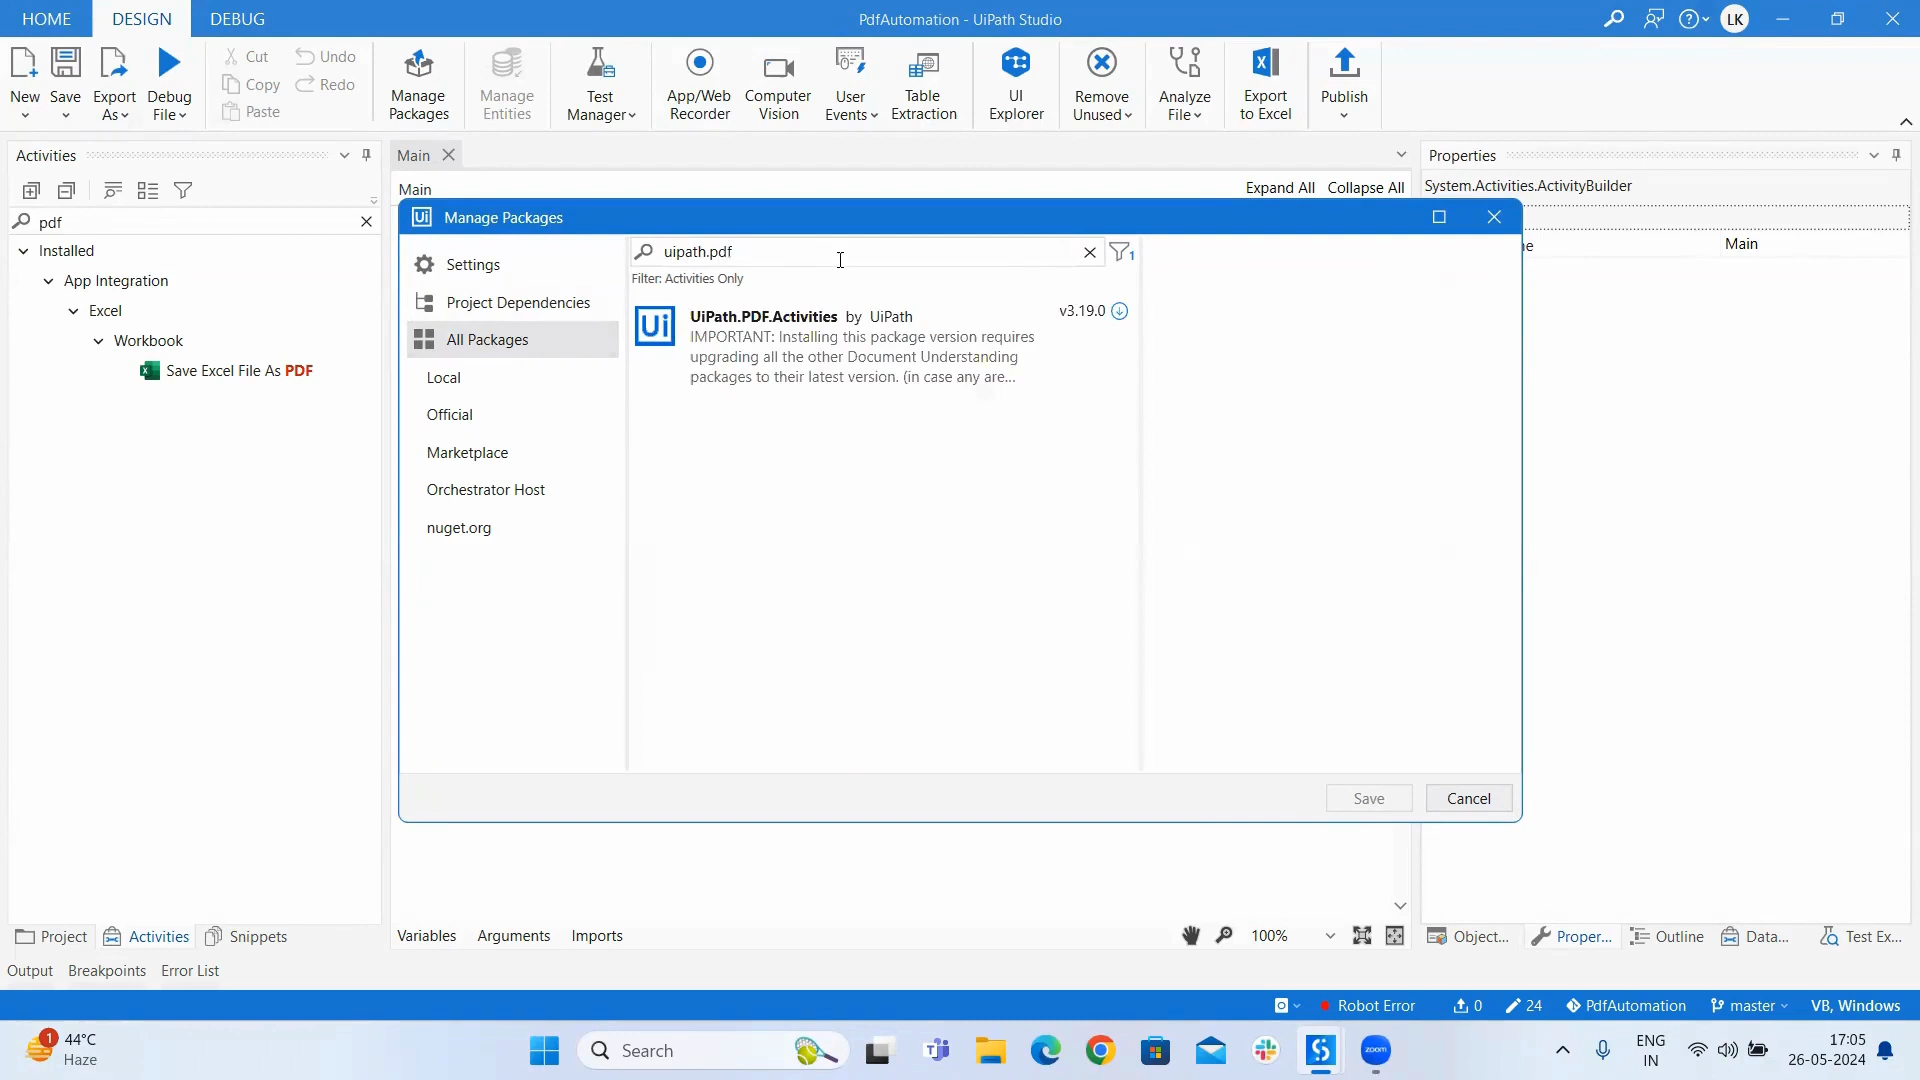 HOME DESIGN DEBUG PdfAutomation - UiPath Studio LK
New Save Export As Debug File
Cut Undo
Copy Redo
Paste
Manage Packages
Manage Entities
Test Manager
App/Web Recorder
Computer Vision
User Events
Table Extraction
UI Explorer
Remove Unused
Analyze File
Export to Excel
Publish
Activities
pdf
Installed
App Integration
Excel
Workbook
Save Excel File As PDF
Main
Main Expand All Collapse All
Properties
System.Activities.ActivityBuilder
e Main
Ui Manage Packages
Settings
Project Dependencies
All Packages
Local
Official
Marketplace
Orchestrator Host
nuget.org
uipath.pdf 1
Filter: Activities Only
Ui
UiPath.PDF.Activities by UiPath v3.19.0
IMPORTANT: Installing this package version requires
upgrading all the other Document Understanding
packages to their latest version. (in case any are...
Save Cancel
Project Activities Snippets
Variables Arguments Imports 100%
Object... Proper... Outline Data... Test Ex...
Output Breakpoints Error List
Robot Error 0 24 PdfAutomation master VB, Windows
1 44°C
Haze
Search
zoom
ENG
IN
17:05
26-05-2024